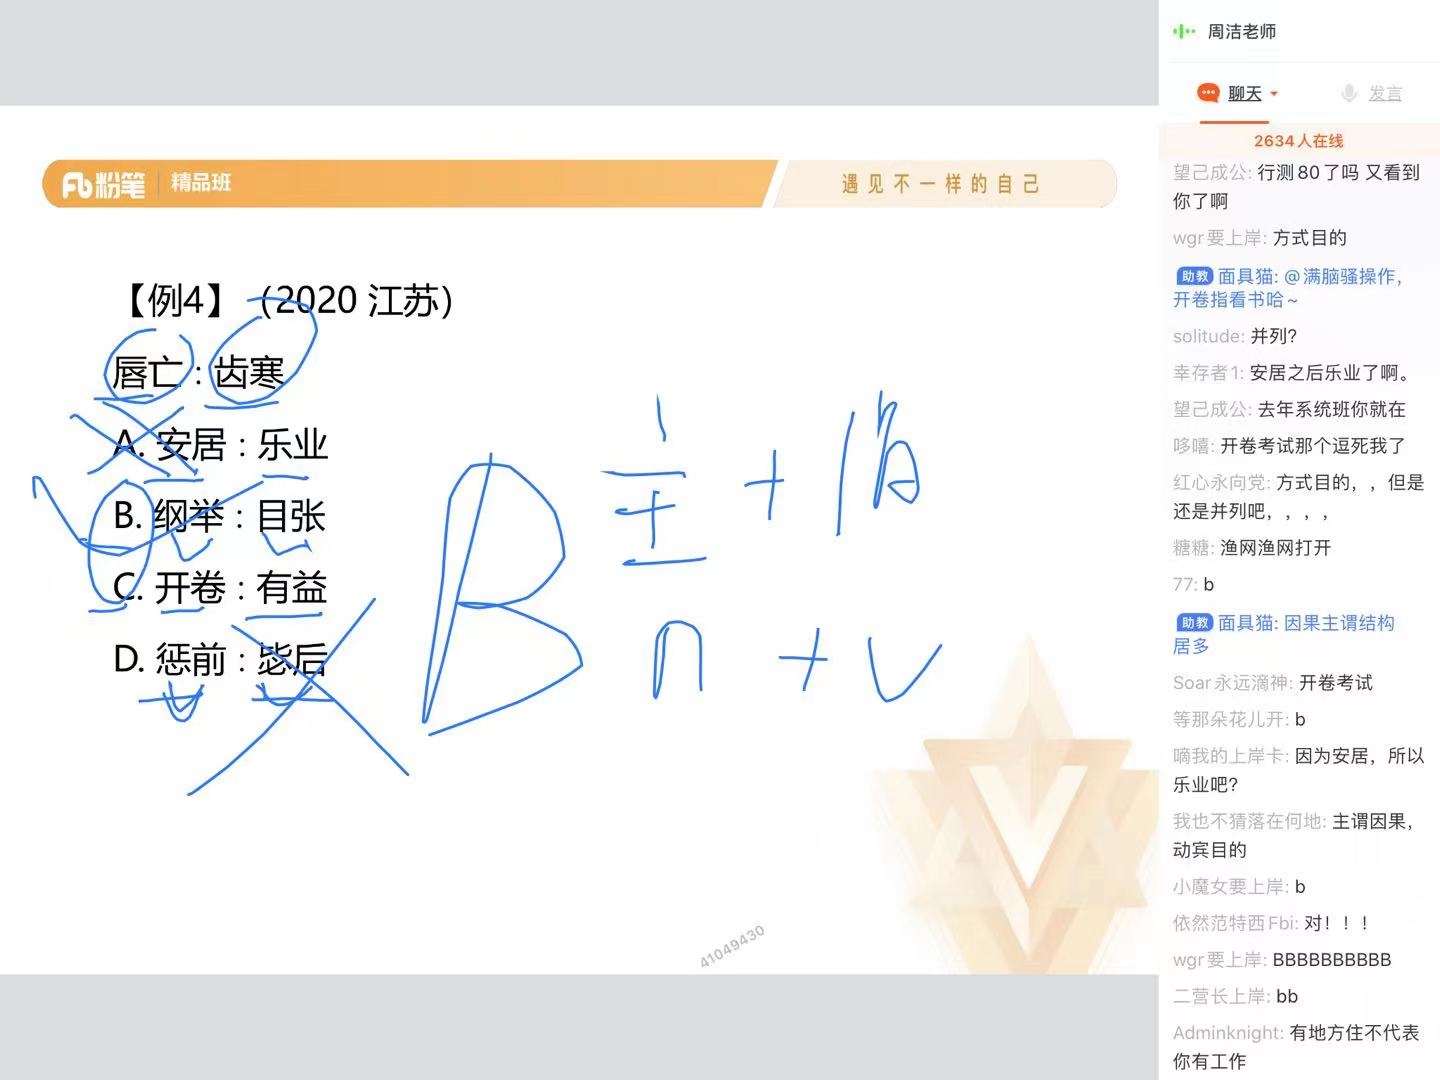 粉笔 精品班
遇见不一样的自己
【例4】（2020 江苏）
唇亡 : 齿寒
A. 安居 : 乐业
B. 纲举 : 目张
C. 开卷 : 有益
D. 惩前 : 毖后
B
主 + 谓
n + v
41049430
周洁老师
聊天
发言
2634人在线
望己成公: 行测80了吗 又看到
你了啊
wgr要上岸: 方式目的
助教 面具猫: @满脑骚操作,
开卷指看书哈~
solitude: 并列?
幸存者1: 安居之后乐业了啊。
望己成公: 去年系统班你就在
哆嘻: 开卷考试那个逗死我了
红心永向党: 方式目的,,但是
还是并列吧,,,,
糖糖: 渔网渔网打开
77: b
助教 面具猫: 因果主谓结构
居多
Soar永远滴神: 开卷考试
等那朵花儿开: b
嘀我的上岸卡: 因为安居，所以
乐业吧?
我也不猜落在何地: 主谓因果，
动宾目的
小魔女要上岸: b
依然范特西Fbi: 对！！！
wgr要上岸: BBBBBBBBBB
二营长上岸: bb
Adminknight: 有地方住不代表
你有工作